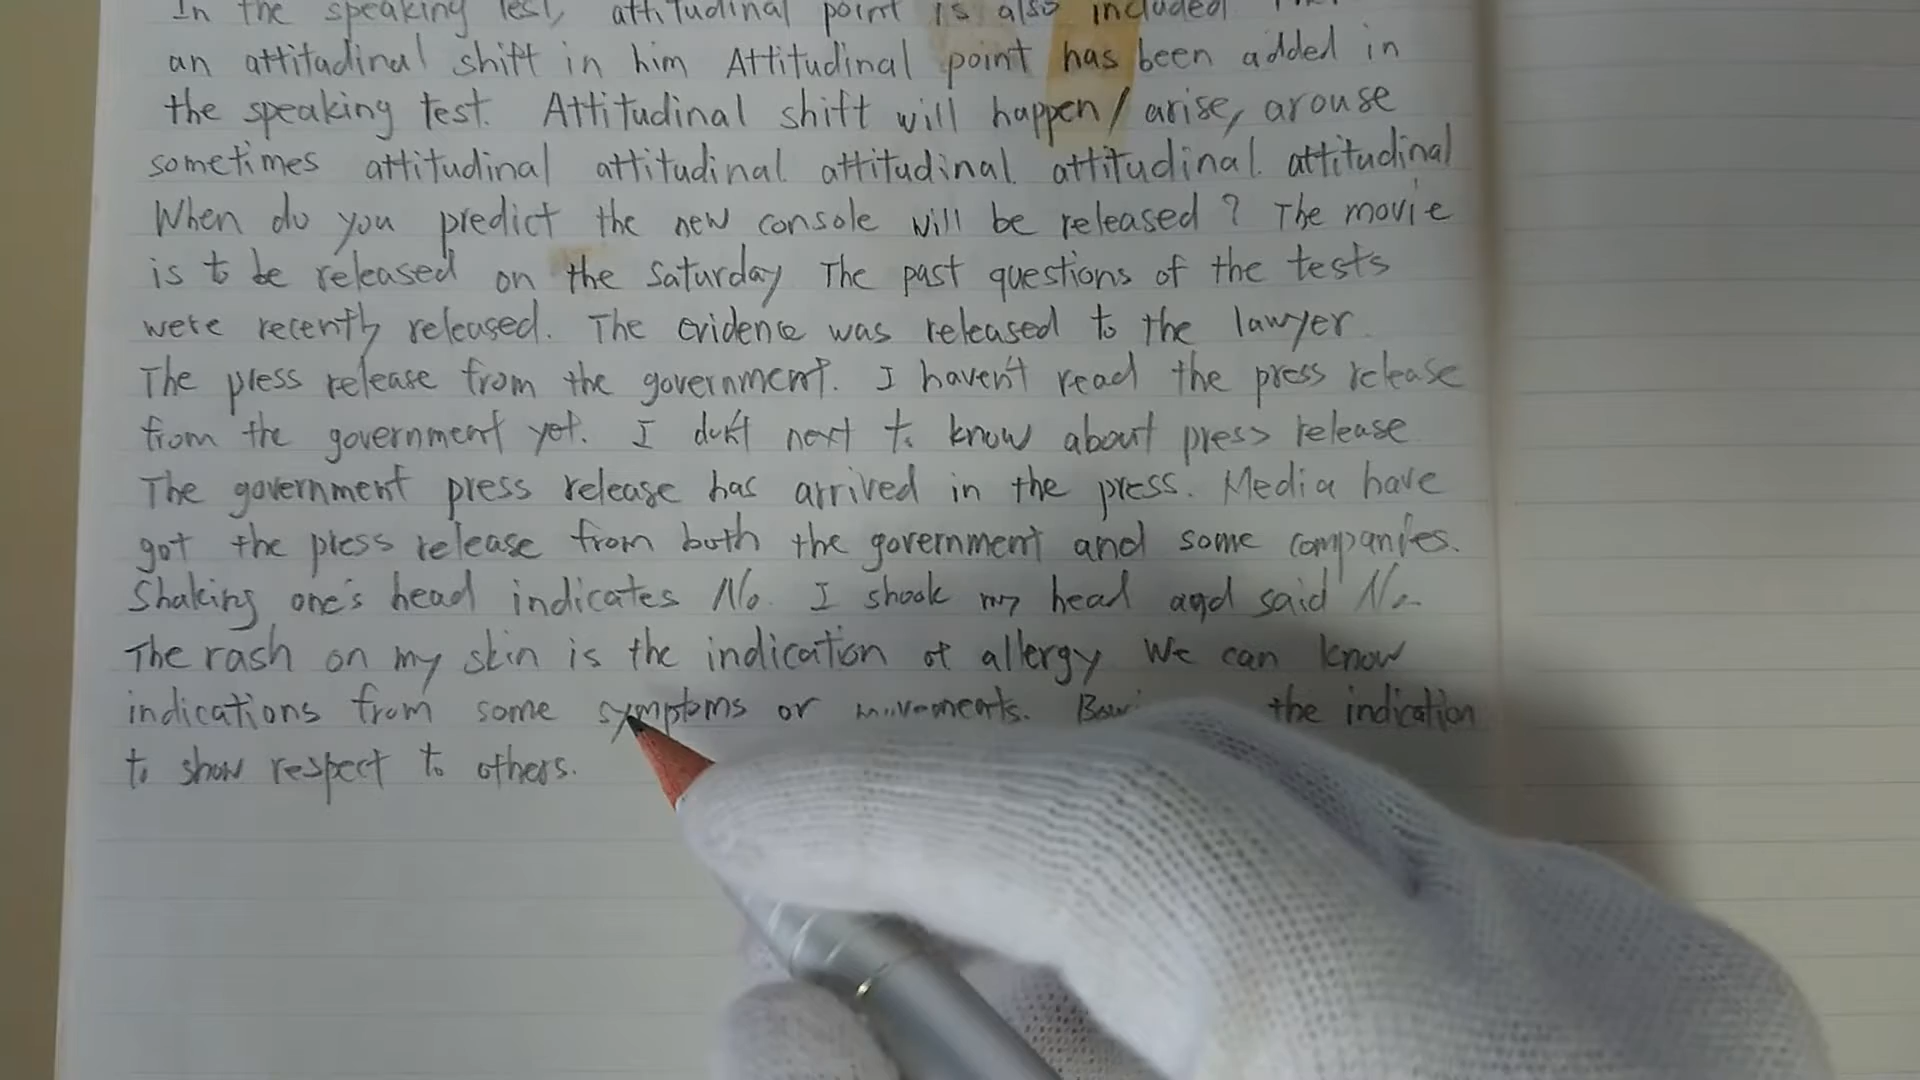 In the speaking test, attitudinal point is also included
an attitudinal shift in him Attitudinal point has been added in
the speaking test. Attitudinal shift will happen/ arise, arouse
sometimes attitudinal attitudinal attitudinal attitudinal. attitudinal
When do you predict the new console will be released? The movie
is to be released on the Saturday The past questions of the tests
were recently released. The evidence was released to the lawyer.
The press release from the government. I haven't read the press release
from the government yet. I next to know about press release
The government press release has arrived in the press. Media have
got the press release from both the government and some companies.
Shaking one's head indicates No. I shook my head and said No
The rash on my skin is the indication of allergy We can know
indications from some symptoms or movements. the indication
to show respect to others.